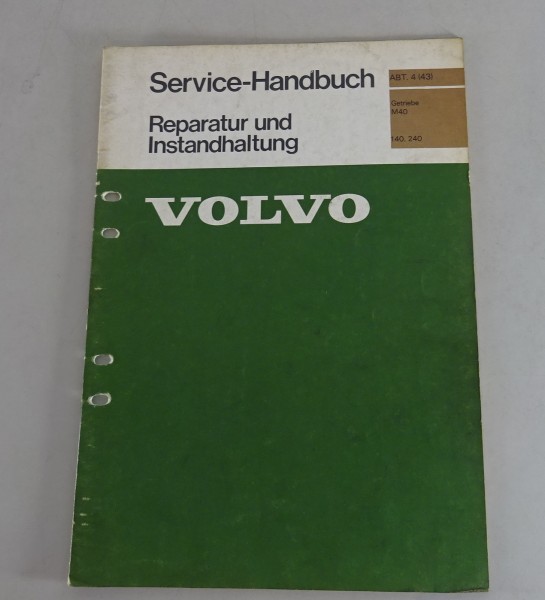 Service-Handbuch
Reparatur und
Instandhaltung
ABT. 4 (43)
Getriebe
M40
140, 240
VOLVO